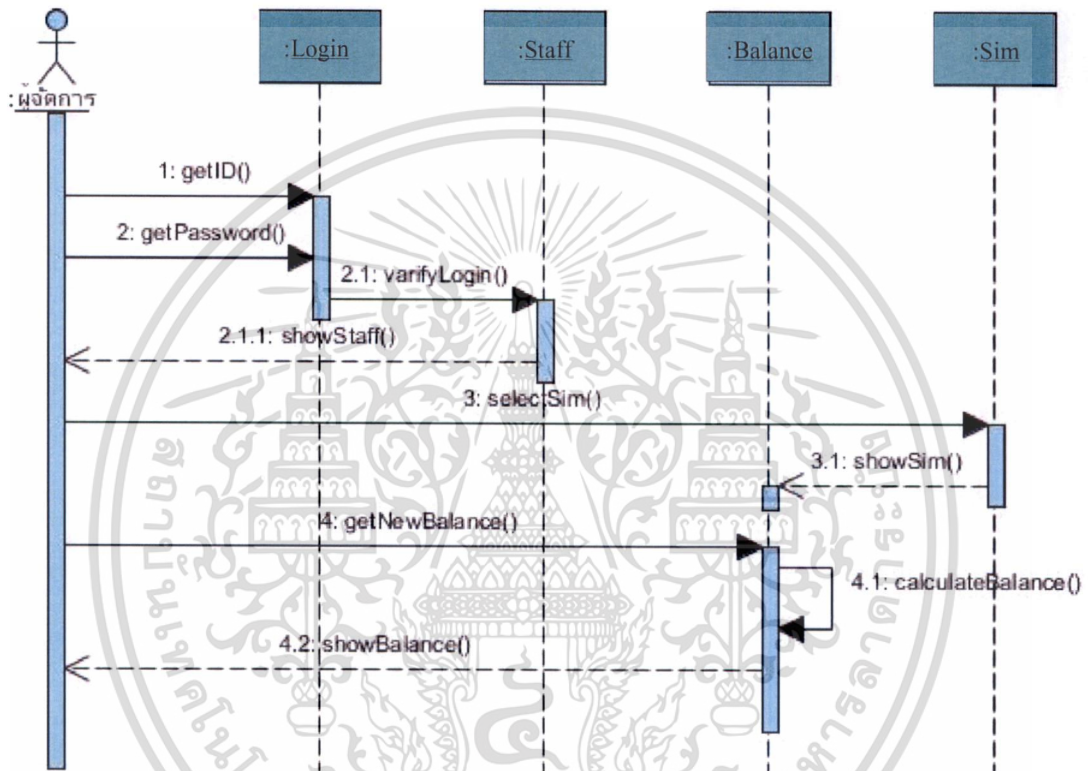 :Login
:Staff
:Balance
:Sim
:ผู้จัดการ
1: getID()
2: getPassword()
2.1: varifyLogin()
2.1.1: showStaff()
3: selectSim()
3.1: showSim()
4: getNewBalance()
4.1: calculateBalance()
4.2: showBalance()